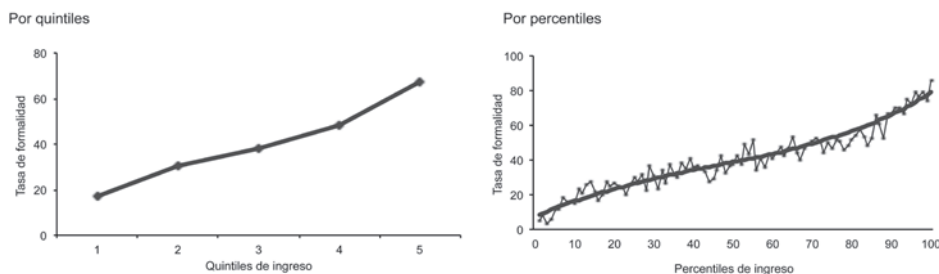 Por quintiles
80
60
40
20
0
Tasa de formalidad
1 2 3 4 5
Quintiles de ingreso
Por percentiles
100
80
60
40
20
0
Tasa de formalidad
0 10 20 30 40 50 60 70 80 90 100
Percentiles de ingreso